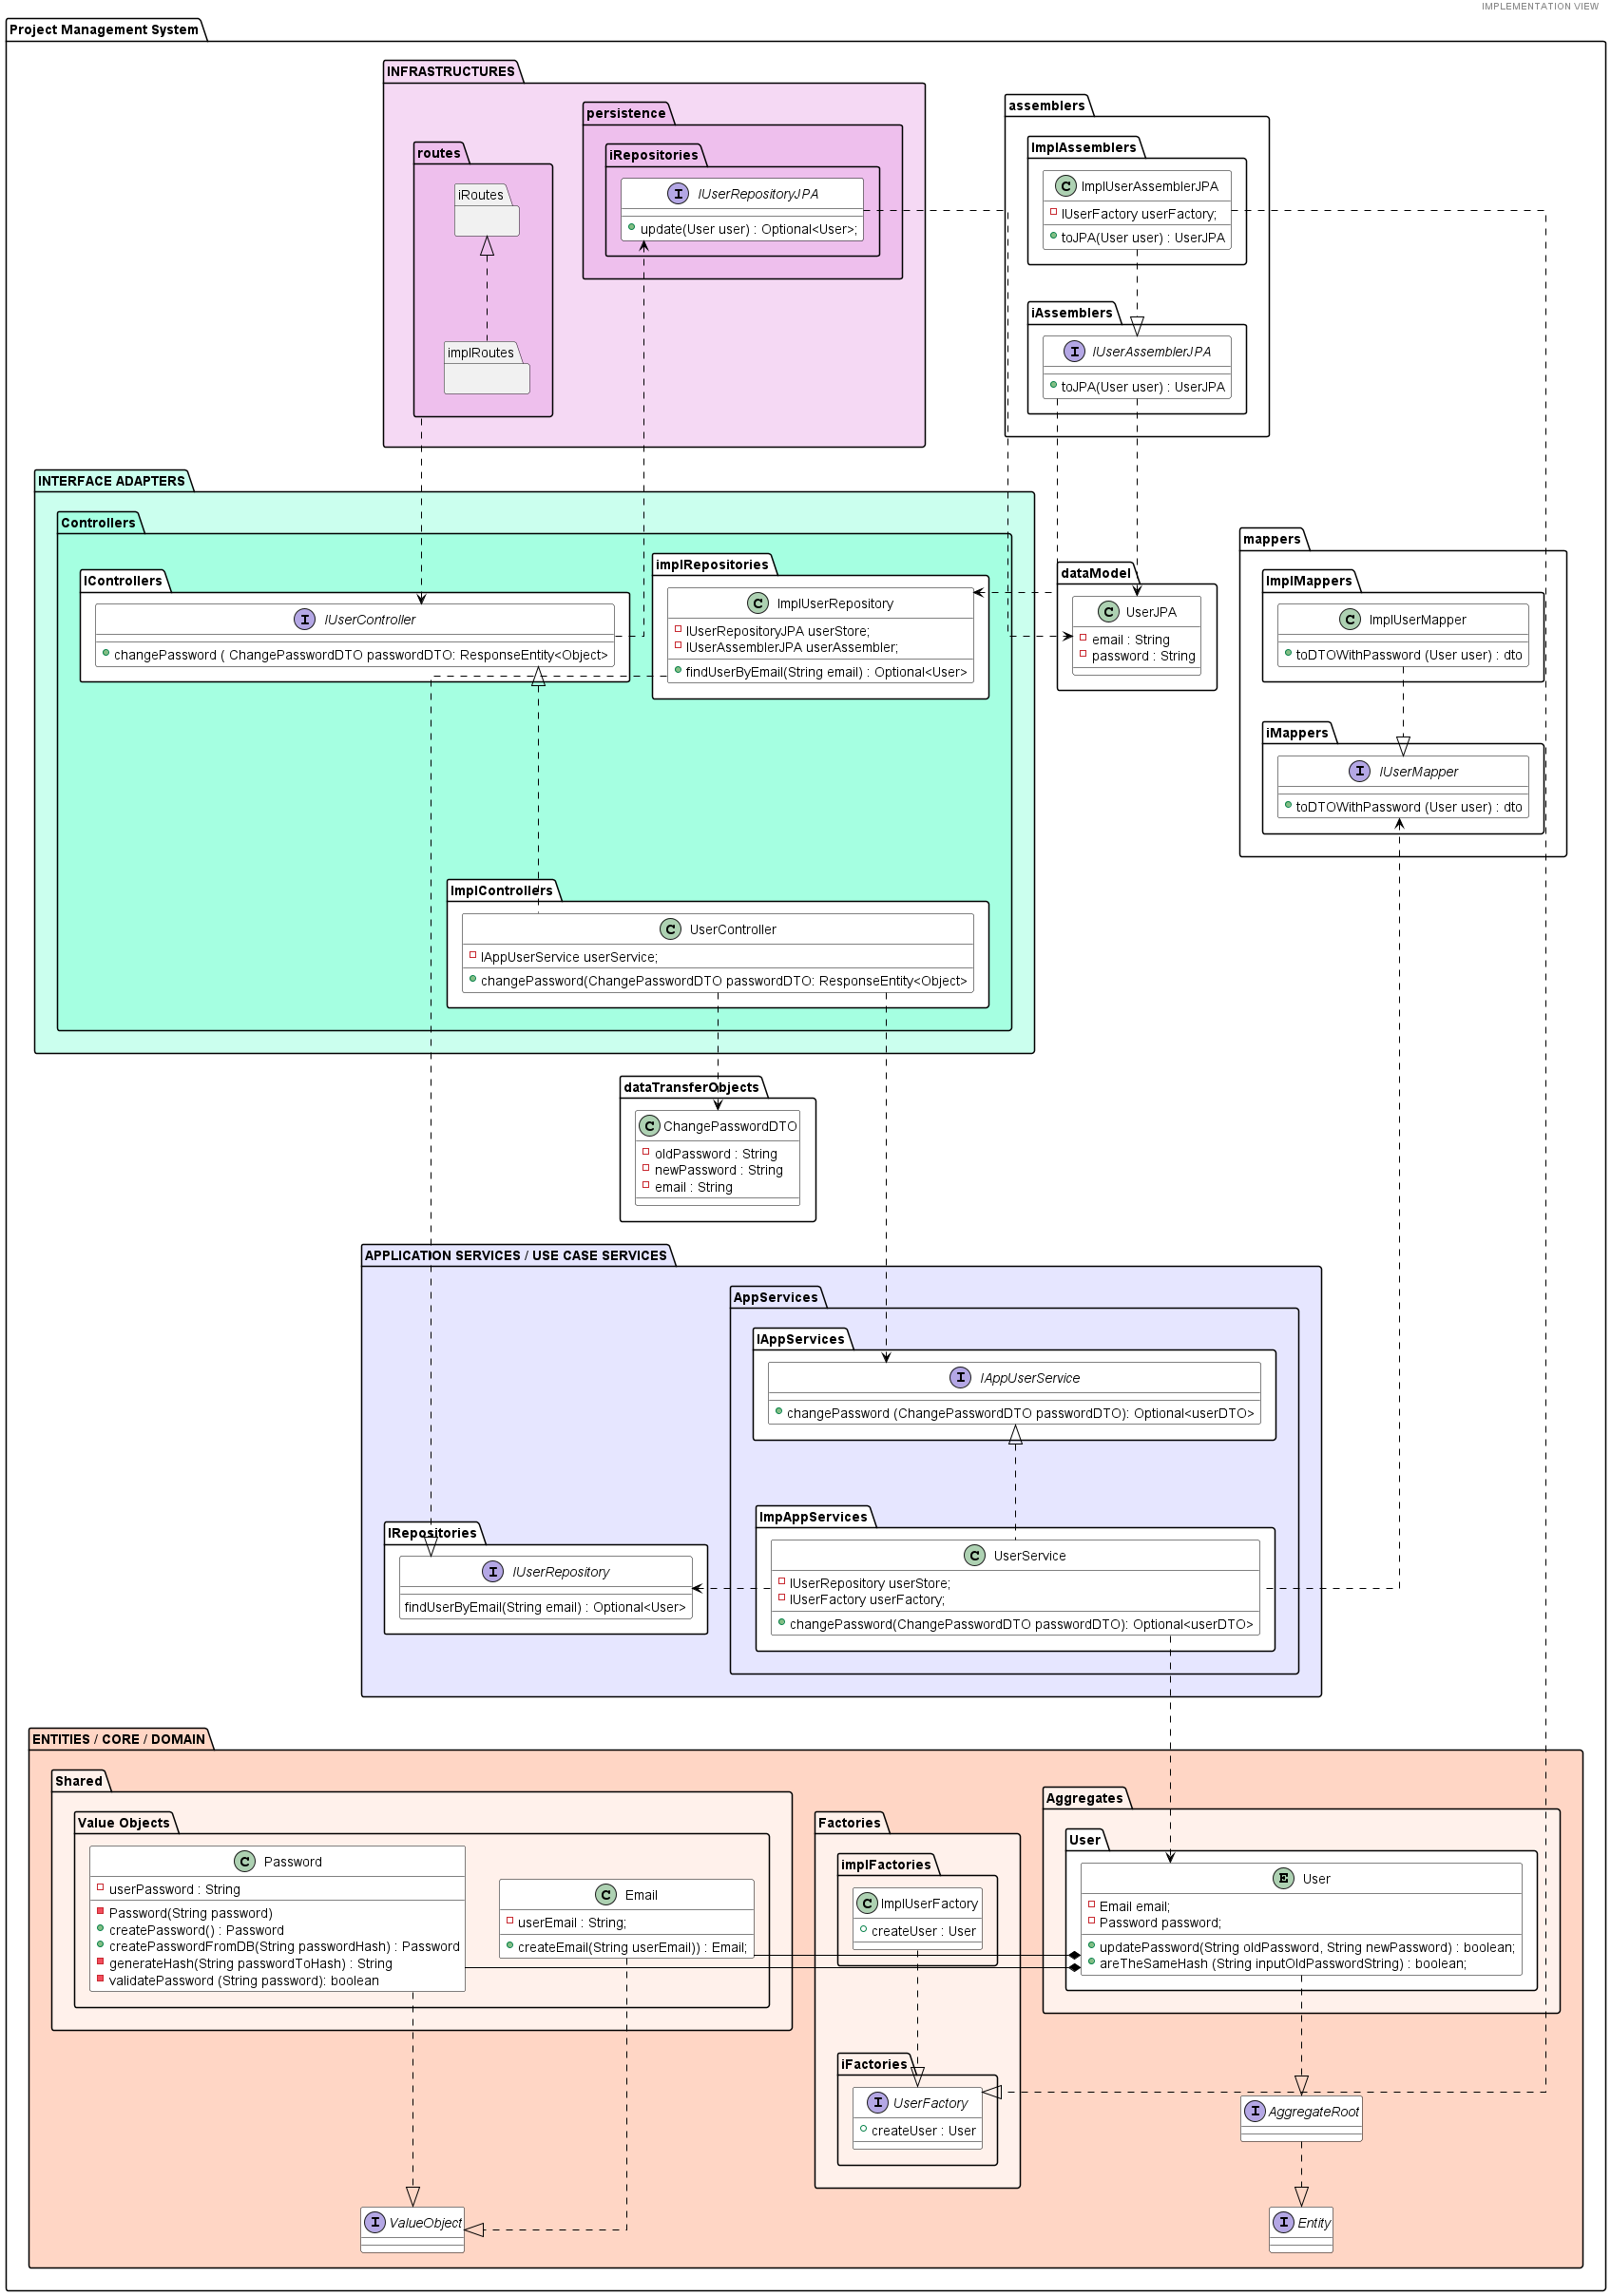 IMPLEMENTATION VIEW
Project Management System
INFRASTRUCTURES
persistence
iRepositories
IUserRepositoryJPA
update(User user) : Optional<User>;
routes
iRoutes
implRoutes
assemblers
ImplAssemblers
ImplUserAssemblerJPA
IUserFactory userFactory;
toJPA(User user) : UserJPA
iAssemblers
IUserAssemblerJPA
toJPA(User user) : UserJPA
INTERFACE ADAPTERS
Controllers
IControllers
IUserController
changePassword ( ChangePasswordDTO passwordDTO: ResponseEntity<Object>
implRepositories
ImplUserRepository
IUserRepositoryJPA userStore;
IUserAssemblerJPA userAssembler;
findUserByEmail(String email) : Optional<User>
dataModel
UserJPA
email : String
password : String
mappers
ImplMappers
ImplUserMapper
toDTOWithPassword (User user) : dto
iMappers
IUserMapper
toDTOWithPassword (User user) : dto
ImplControllers
UserController
IAppUserService userService;
changePassword(ChangePasswordDTO passwordDTO: ResponseEntity<Object>
dataTransferObjects
ChangePasswordDTO
oldPassword : String
newPassword : String
email : String
APPLICATION SERVICES / USE CASE SERVICES
AppServices
IAppServices
IAppUserService
changePassword (ChangePasswordDTO passwordDTO): Optional<userDTO>
ImpAppServices
UserService
IUserRepository userStore;
IUserFactory userFactory;
changePassword(ChangePasswordDTO passwordDTO): Optional<userDTO>
IRepositories
IUserRepository
findUserByEmail(String email) : Optional<User>
ENTITIES / CORE / DOMAIN
Shared
Value Objects
Password
userPassword : String
Password(String password)
createPassword() : Password
createPasswordFromDB(String passwordHash) : Password
generateHash(String passwordToHash) : String
validatePassword (String password): boolean
Email
userEmail : String;
createEmail(String userEmail)) : Email;
Factories
implFactories
ImplUserFactory
createUser : User
iFactories
UserFactory
createUser : User
Aggregates
User
User
Email email;
Password password;
updatePassword(String oldPassword, String newPassword) : boolean;
areTheSameHash (String inputOldPasswordString) : boolean;
AggregateRoot
ValueObject
Entity